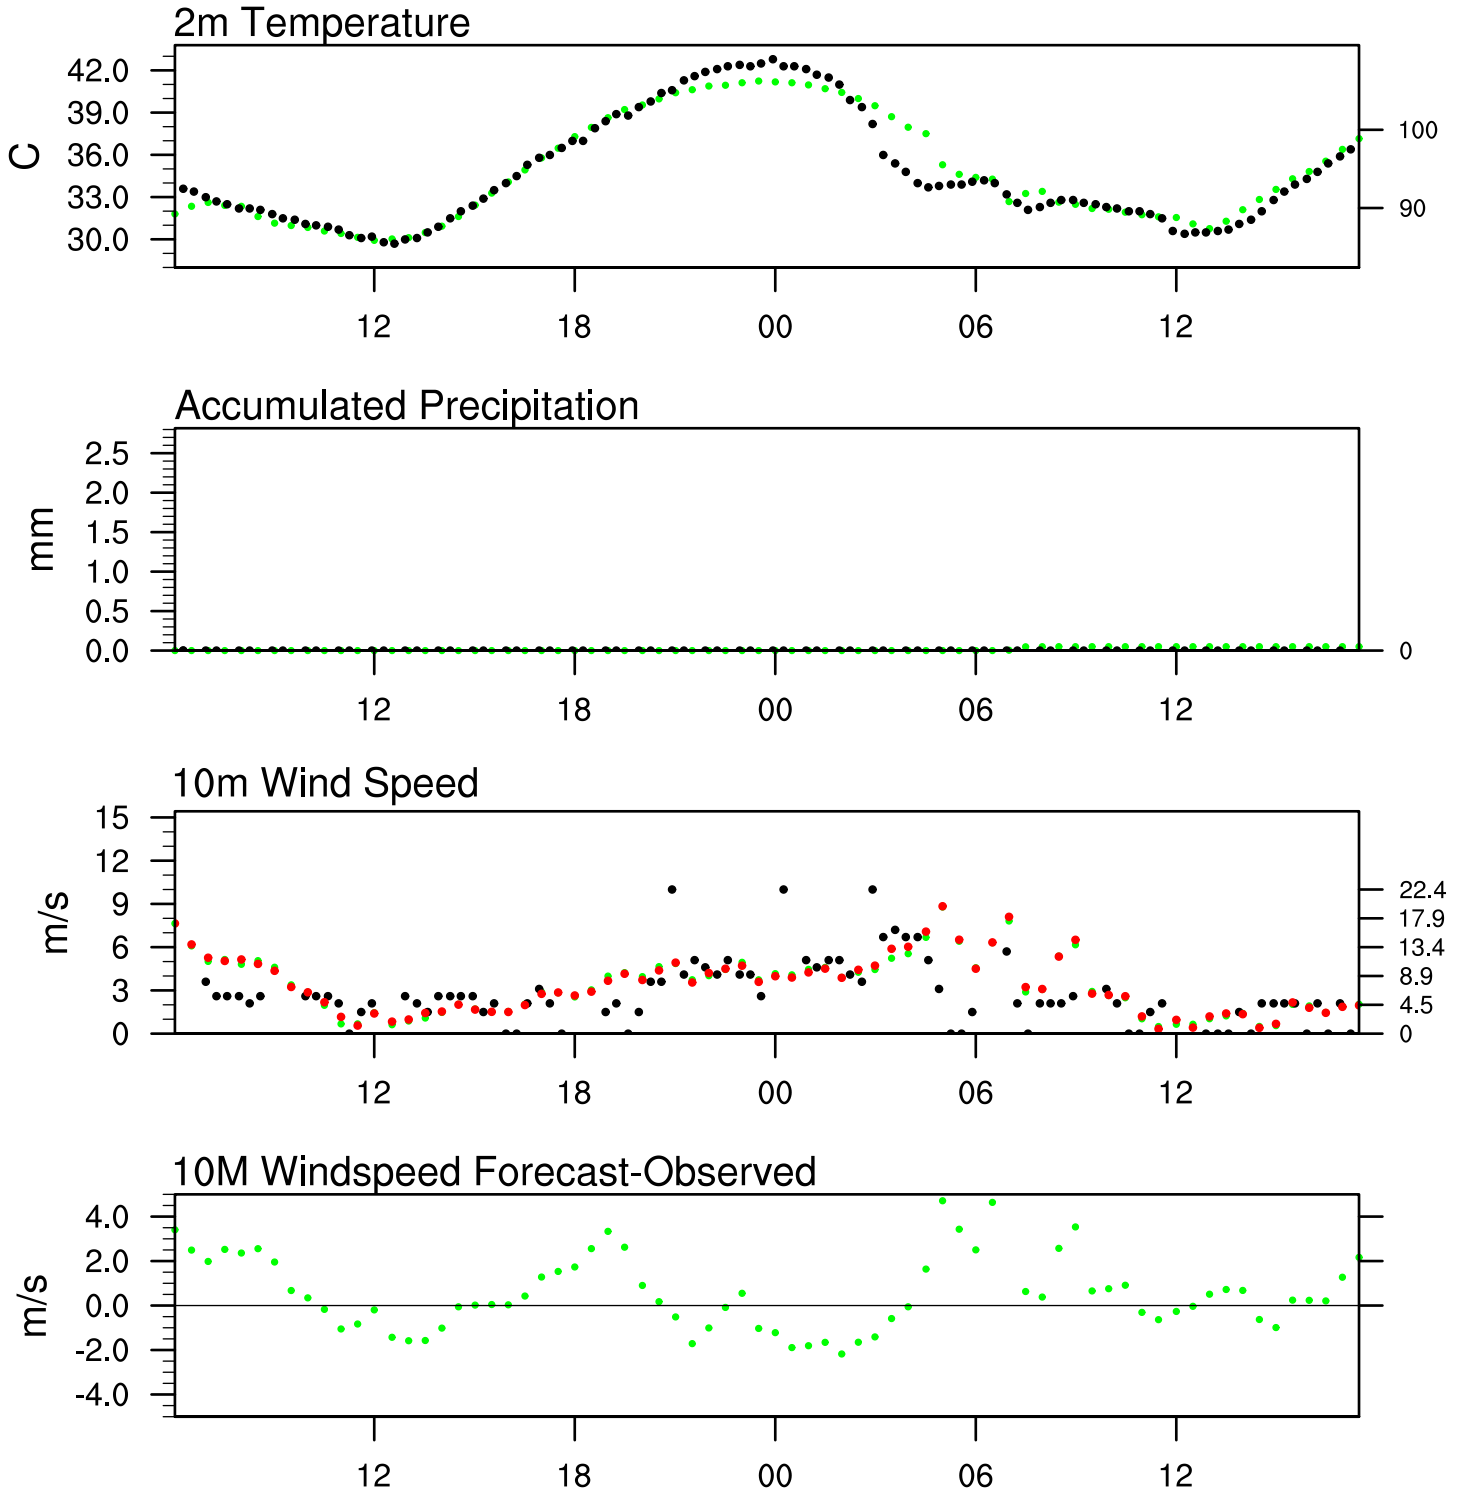 2m Temperature
42.0
39.0
36.0
33.0
30.0
C
100
90
12 18 00 06 12
Accumulated Precipitation
2.5
2.0
1.5
1.0
0.5
0.0
mm
0
12 18 00 06 12
10m Wind Speed
15
12
9
6
3
0
m/s
22.4
17.9
13.4
8.9
4.5
0
12 18 00 06 12
10M Windspeed Forecast-Observed
4.0
2.0
0.0
-2.0
-4.0
m/s
12 18 00 06 12